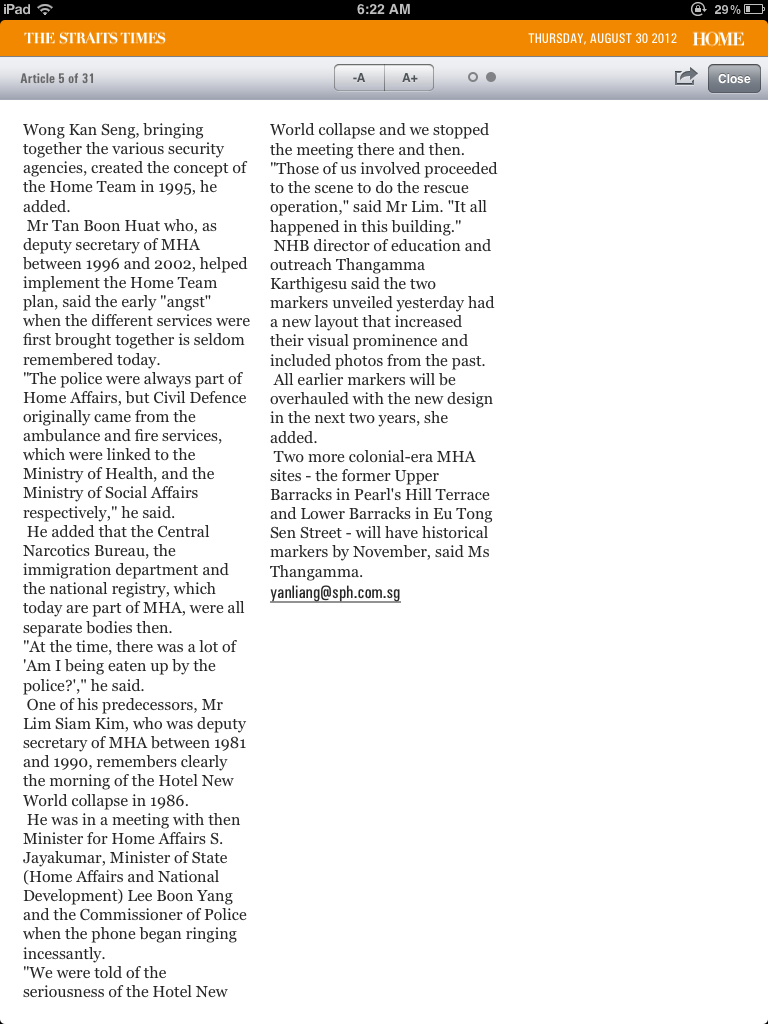 iPad
6:22 AM
29%
THE STRAITS TIMES
THURSDAY, AUGUST 30 2012
HOME
Article 5 of 31
-A
A+
Close
Wong Kan Seng, bringing
together the various security
agencies, created the concept of
the Home Team in 1995, he
added.
Mr Tan Boon Huat who, as
deputy secretary of MHA
between 1996 and 2002, helped
implement the Home Team
plan, said the early "angst"
when the different services were
first brought together is seldom
remembered today.
"The police were always part of
Home Affairs, but Civil Defence
originally came from the
ambulance and fire services,
which were linked to the
Ministry of Health, and the
Ministry of Social Affairs
respectively," he said.
He added that the Central
Narcotics Bureau, the
immigration department and
the national registry, which
today are part of MHA, were all
separate bodies then.
"At the time, there was a lot of
'Am I being eaten up by the
police?'," he said.
One of his predecessors, Mr
Lim Siam Kim, who was deputy
secretary of MHA between 1981
and 1990, remembers clearly
the morning of the Hotel New
World collapse in 1986.
He was in a meeting with then
Minister for Home Affairs S.
Jayakumar, Minister of State
(Home Affairs and National
Development) Lee Boon Yang
and the Commissioner of Police
when the phone began ringing
incessantly.
"We were told of the
seriousness of the Hotel New
World collapse and we stopped
the meeting there and then.
"Those of us involved proceeded
to the scene to do the rescue
operation," said Mr Lim. "It all
happened in this building."
NHB director of education and
outreach Thangamma
Karthigesu said the two
markers unveiled yesterday had
a new layout that increased
their visual prominence and
included photos from the past.
All earlier markers will be
overhauled with the new design
in the next two years, she
added.
Two more colonial-era MHA
sites - the former Upper
Barracks in Pearl's Hill Terrace
and Lower Barracks in Eu Tong
Sen Street - will have historical
markers by November, said Ms
Thangamma.
yanliang@sph.com.sg